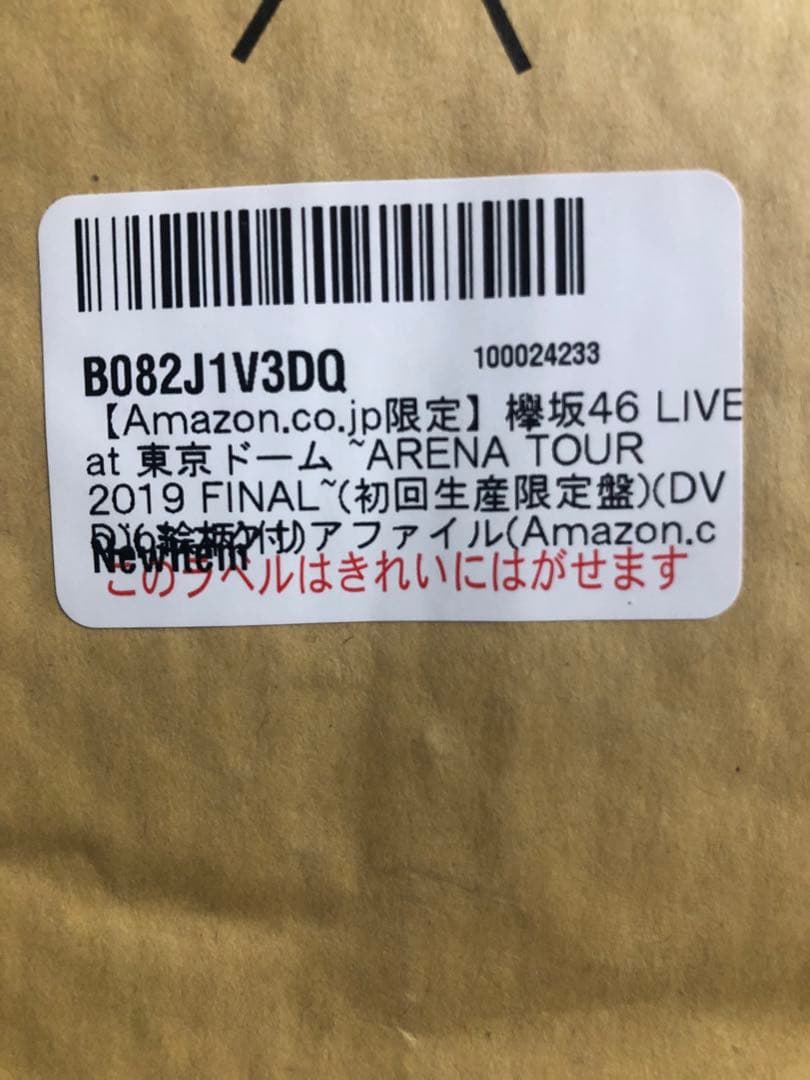 B082J1V3DQ
100024233
【Amazon.co.jp限定】欅坂46 LIVE
at 東京ドーム ~ARENA TOUR
2019 FINAL~(初回生産限定盤)(DV
アファイル(Amazon.c
NewItem
このラベルはきれいにはがせます